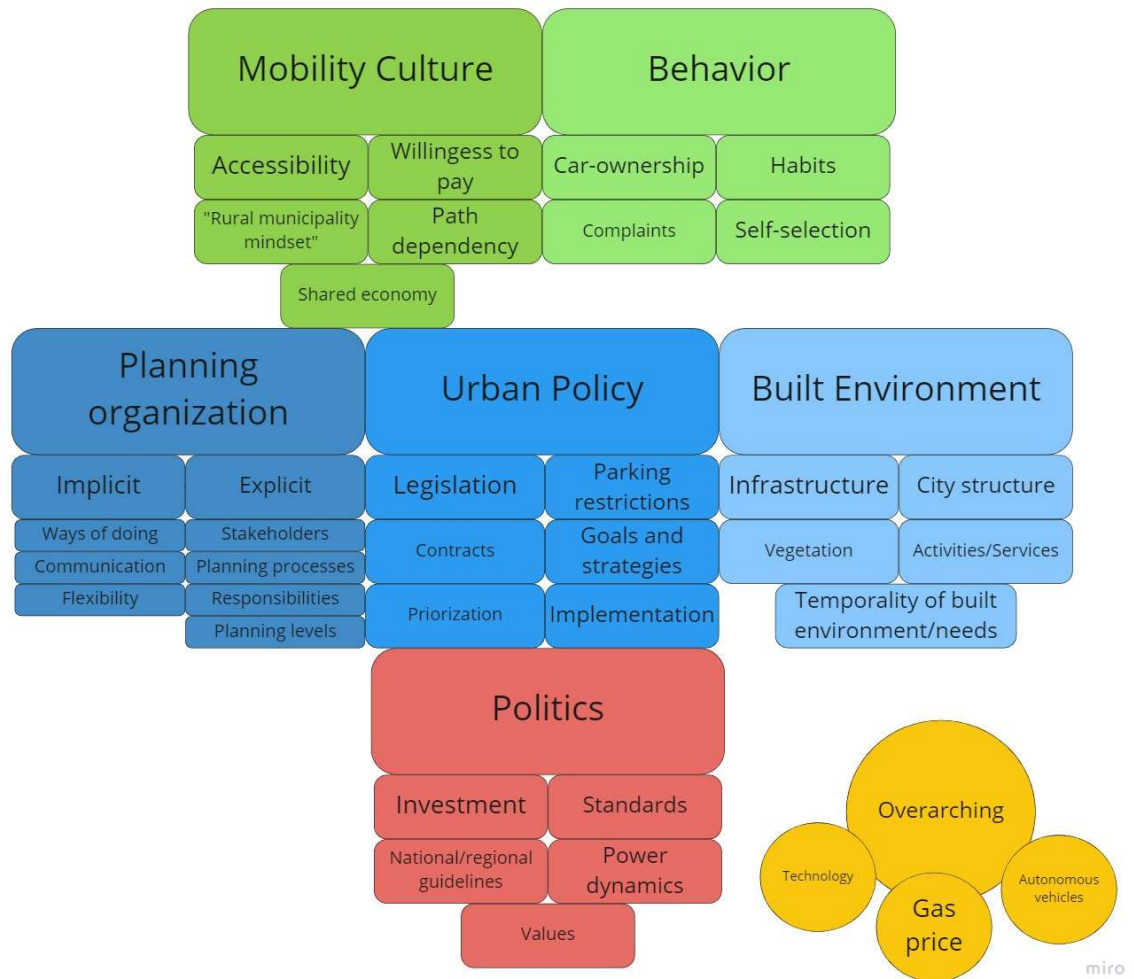 Mobility Culture
Behavior
Accessibility
Willingess to
pay
Car-ownership
Habits
"Rural municipality
mindset"
Path
dependency
Complaints
Self-selection
Shared economy
Planning
organization
Urban Policy
Built Environment
Implicit
Explicit
Legislation
Parking
restrictions
Infrastructure
City structure
Ways of doing
Stakeholders
Communication
Planning processes
Flexibility
Responsibilities
Planning levels
Contracts
Goals and
strategies
Vegetation
Activities/Services
Priorization
Implementation
Temporality of built
environment/needs
Politics
Investment
Standards
National/regional
guidelines
Power
dynamics
Values
Overarching
Technology
Gas
price
Autonomous
vehicles
miro